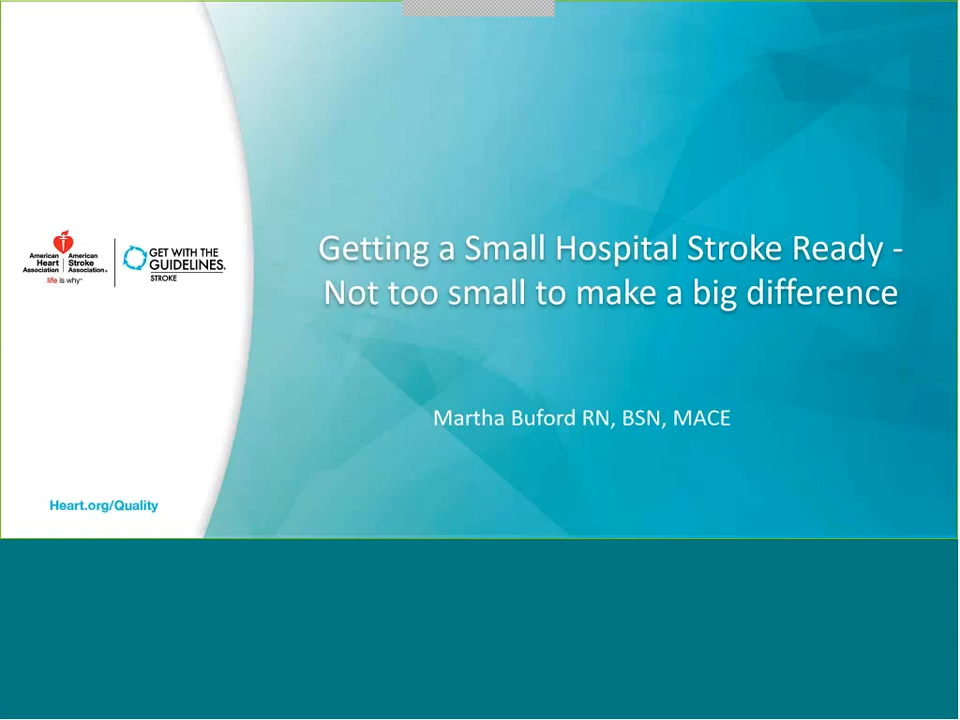 Getting a Small Hospital Stroke Ready -
Not too small to make a big difference
Martha Buford RN, BSN, MACE
American Heart Association
American Stroke Association®
life is why™
GET WITH THE
GUIDELINES.
STROKE
Heart.org/Quality